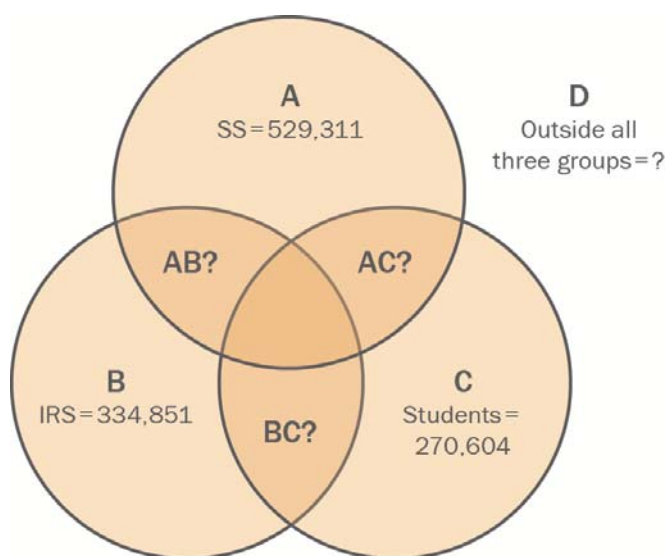 A
SS=529,311
D
Outside all
three groups=?
AB?
AC?
B
IRS=334,851
C
Students=
270,604
BC?